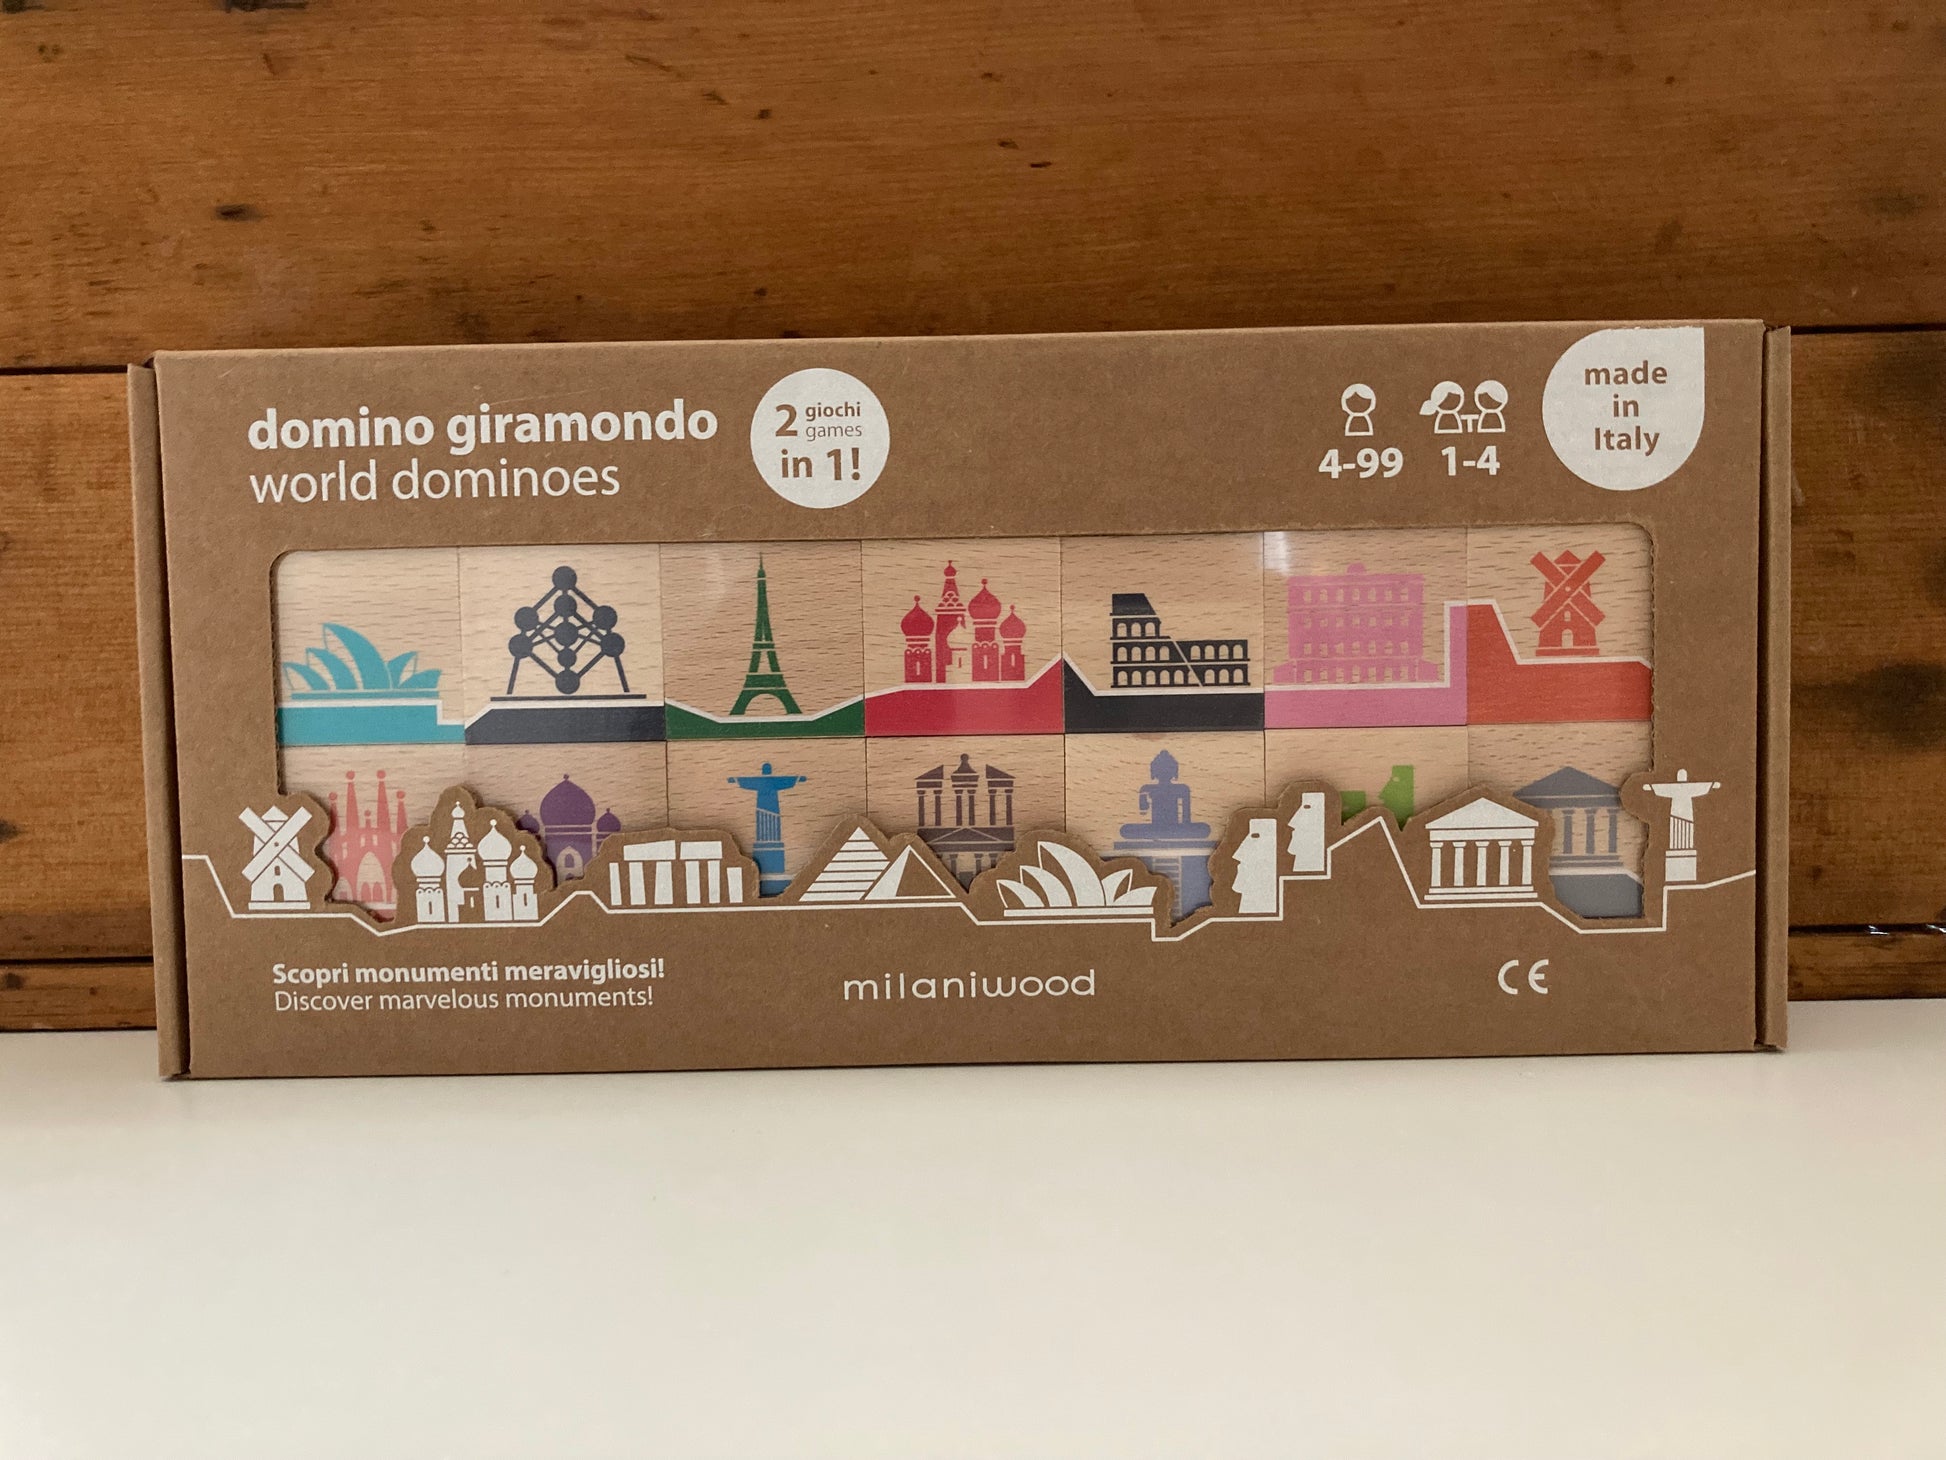 domino giramondo
world dominoes
2 giochi
games
in 1!
4-99
1-4
made
in
Italy
Scopri monumenti meravigliosi!
Discover marvelous monuments!
milaniwood
CE